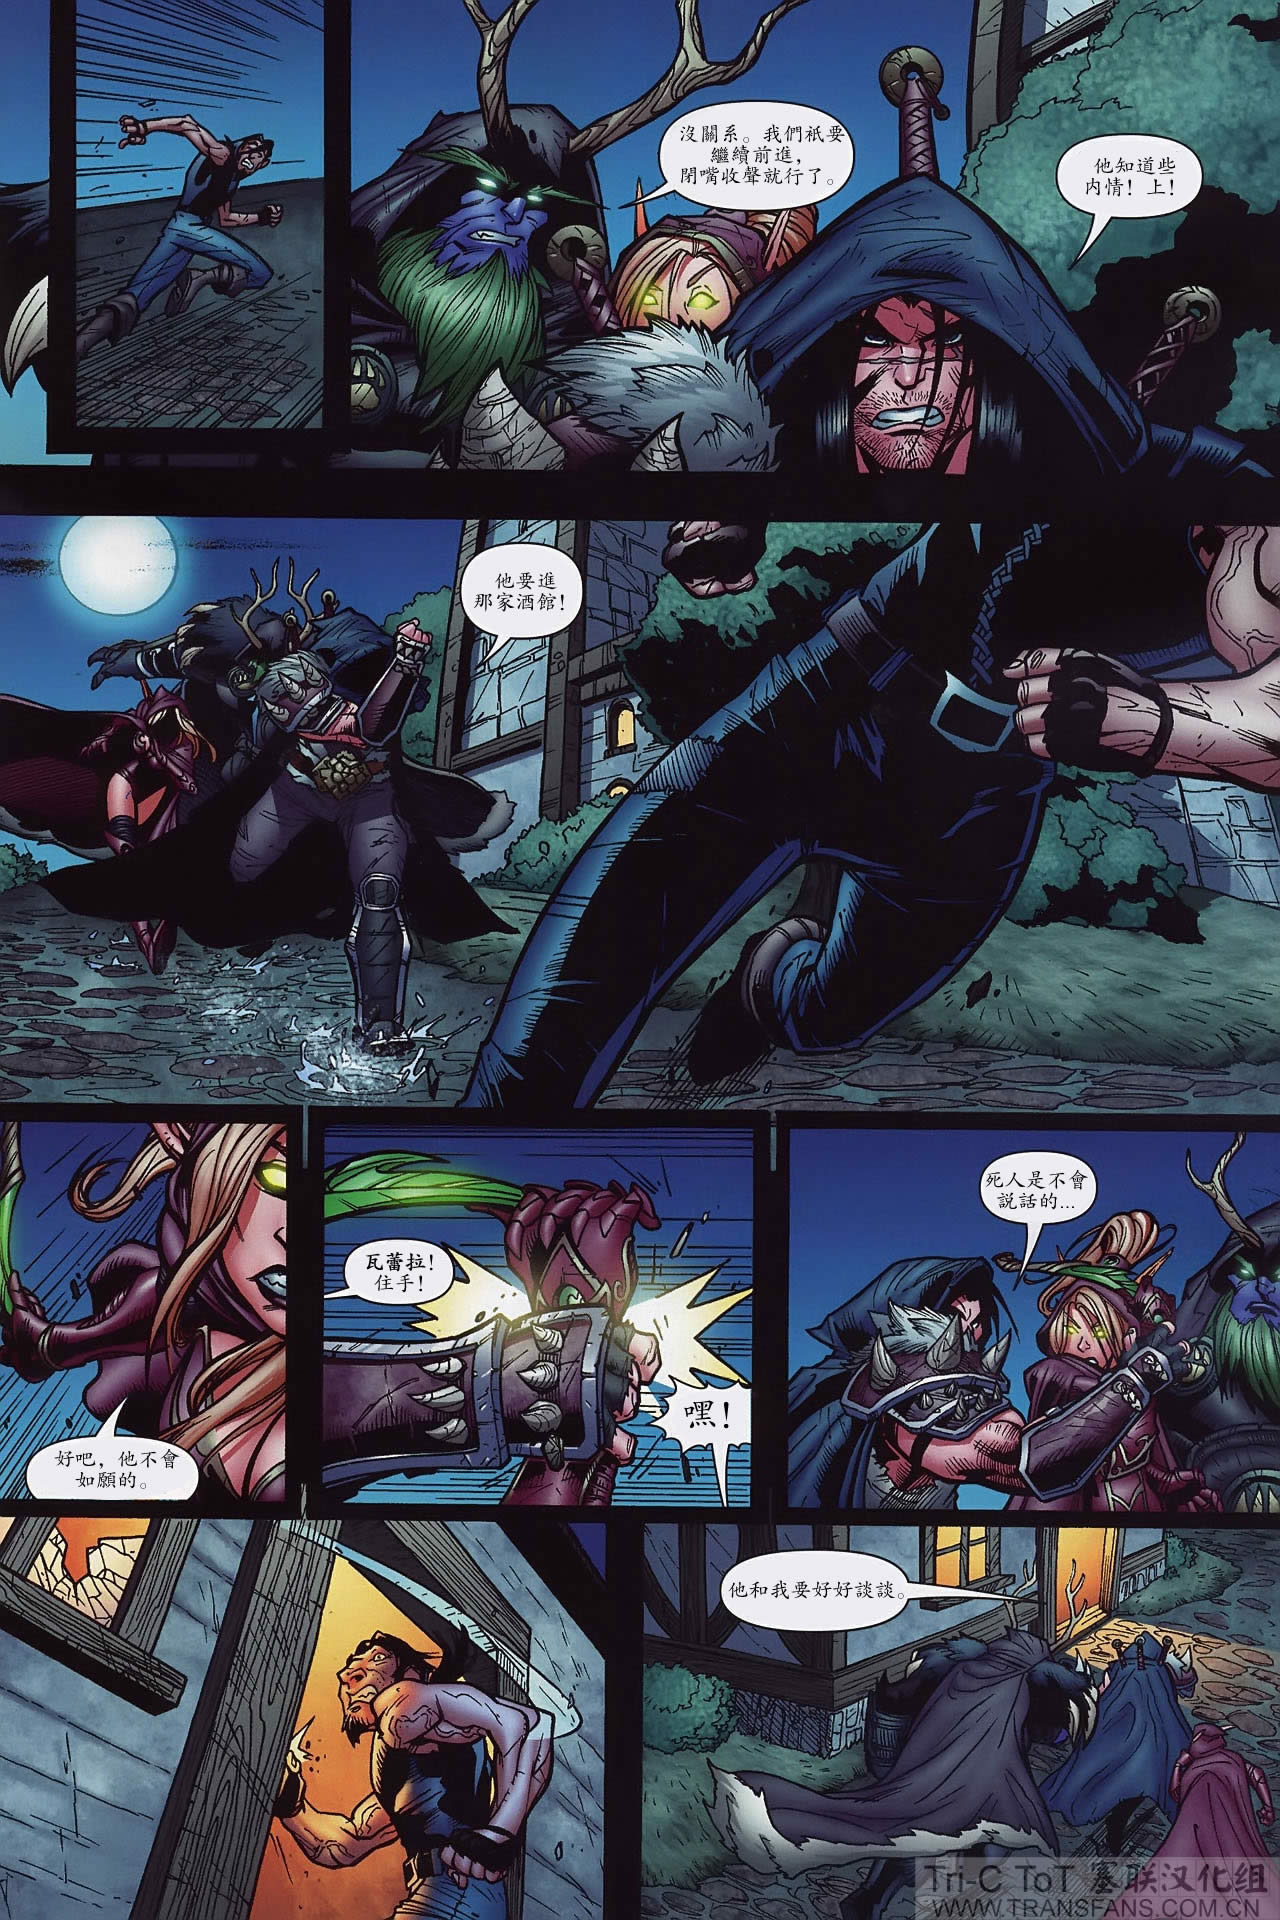 沒關系。我們衹要
繼續前進，
閉嘴收聲就行了。
他知道些
内情！上！
他要進
那家酒館！
好吧，他不會
如願的。
瓦蕾拉！
住手！
嘿！
死人是不會
説話的...
他和我要好好談談。
Tri-C ToT 塞联汉化组
WWW.TRANSFANS.COM.CN